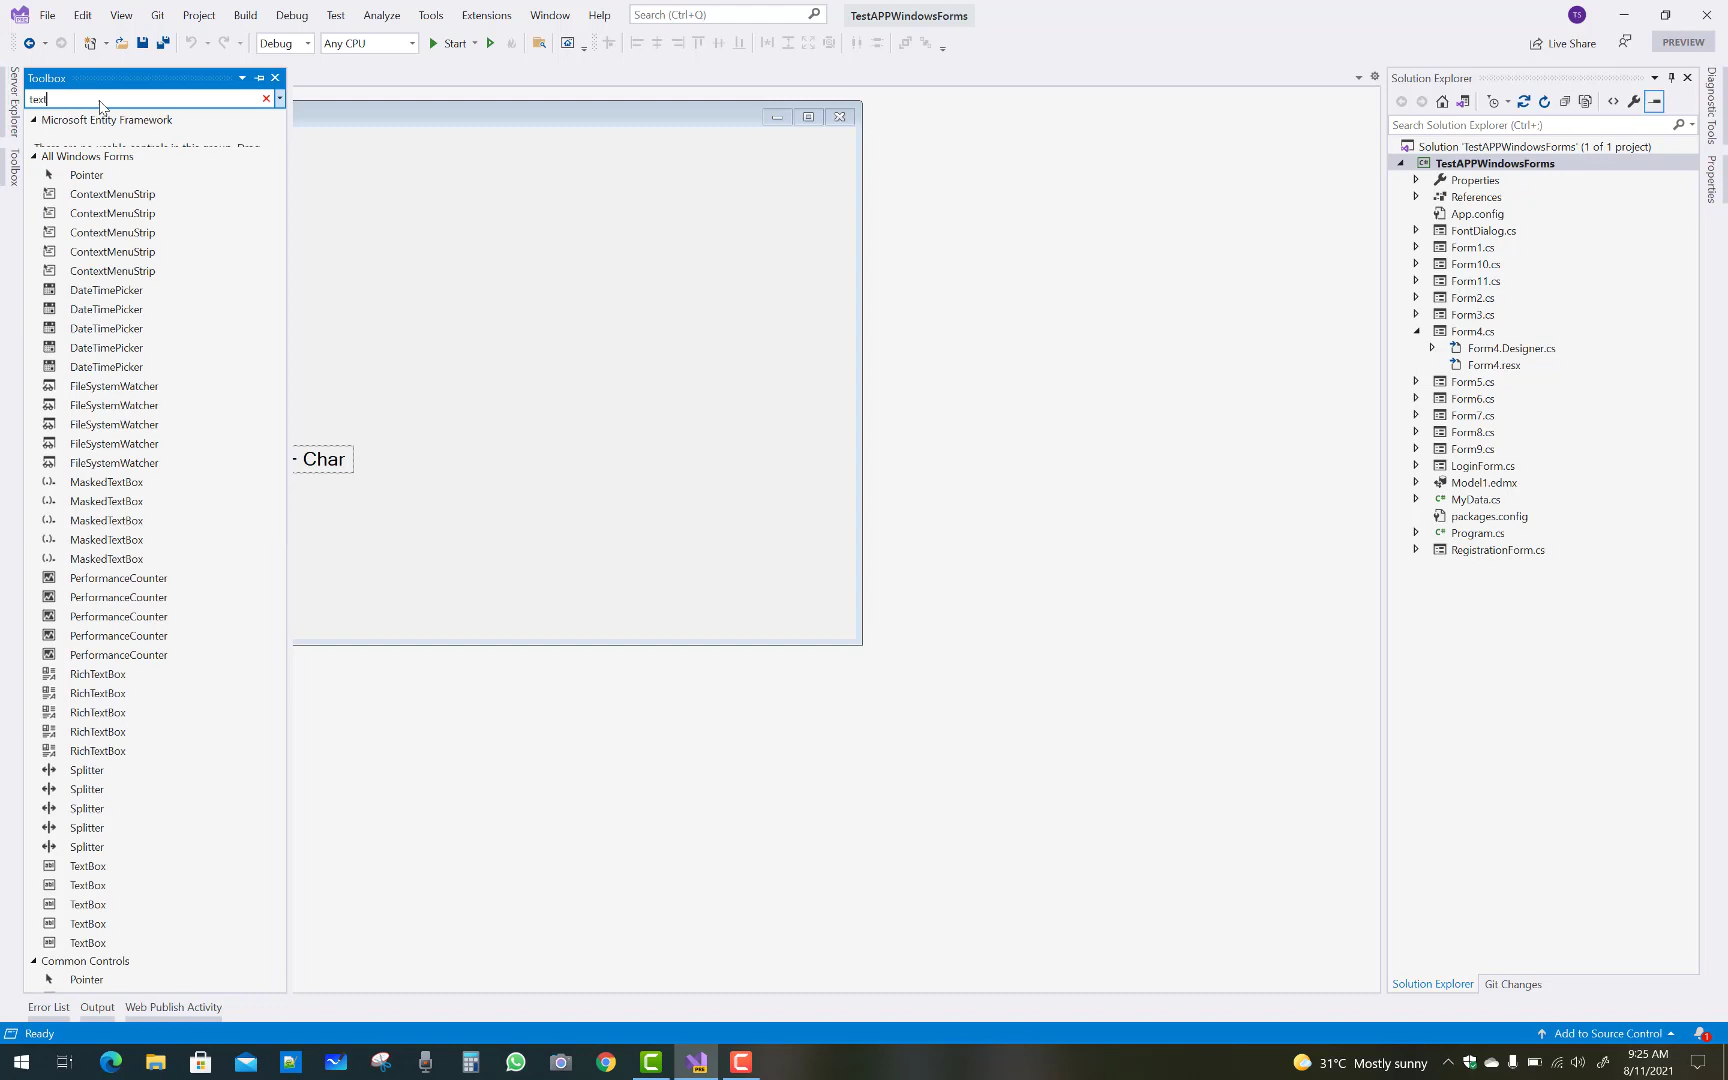 File Edit View Git Project Build Debug Test Analyze Tools Extensions Window Help Search (Ctrl+Q) TestAPPWindowsForms TS
Debug Any CPU Start Live Share PREVIEW
Server Explorer
Toolbox
Toolbox
text
Microsoft Entity Framework
All Windows Forms
Pointer
ContextMenuStrip
ContextMenuStrip
ContextMenuStrip
ContextMenuStrip
ContextMenuStrip
DateTimePicker
DateTimePicker
DateTimePicker
DateTimePicker
DateTimePicker
FileSystemWatcher
FileSystemWatcher
FileSystemWatcher
FileSystemWatcher
FileSystemWatcher
MaskedTextBox
MaskedTextBox
MaskedTextBox
MaskedTextBox
MaskedTextBox
PerformanceCounter
PerformanceCounter
PerformanceCounter
PerformanceCounter
PerformanceCounter
RichTextBox
RichTextBox
RichTextBox
RichTextBox
RichTextBox
Splitter
Splitter
Splitter
Splitter
Splitter
TextBox
TextBox
TextBox
TextBox
TextBox
Common Controls
Pointer
- Char
Solution Explorer
Search Solution Explorer (Ctrl+;)
Solution 'TestAPPWindowsForms' (1 of 1 project)
TestAPPWindowsForms
Properties
References
App.config
FontDialog.cs
Form1.cs
Form10.cs
Form11.cs
Form2.cs
Form3.cs
Form4.cs
Form4.Designer.cs
Form4.resx
Form5.cs
Form6.cs
Form7.cs
Form8.cs
Form9.cs
LoginForm.cs
Model1.edmx
MyData.cs
packages.config
Program.cs
RegistrationForm.cs
Solution Explorer Git Changes
Diagnostic Tools
Properties
Error List Output Web Publish Activity
Ready Add to Source Control 1
PRE 31°C Mostly sunny 9:25 AM
8/11/2021